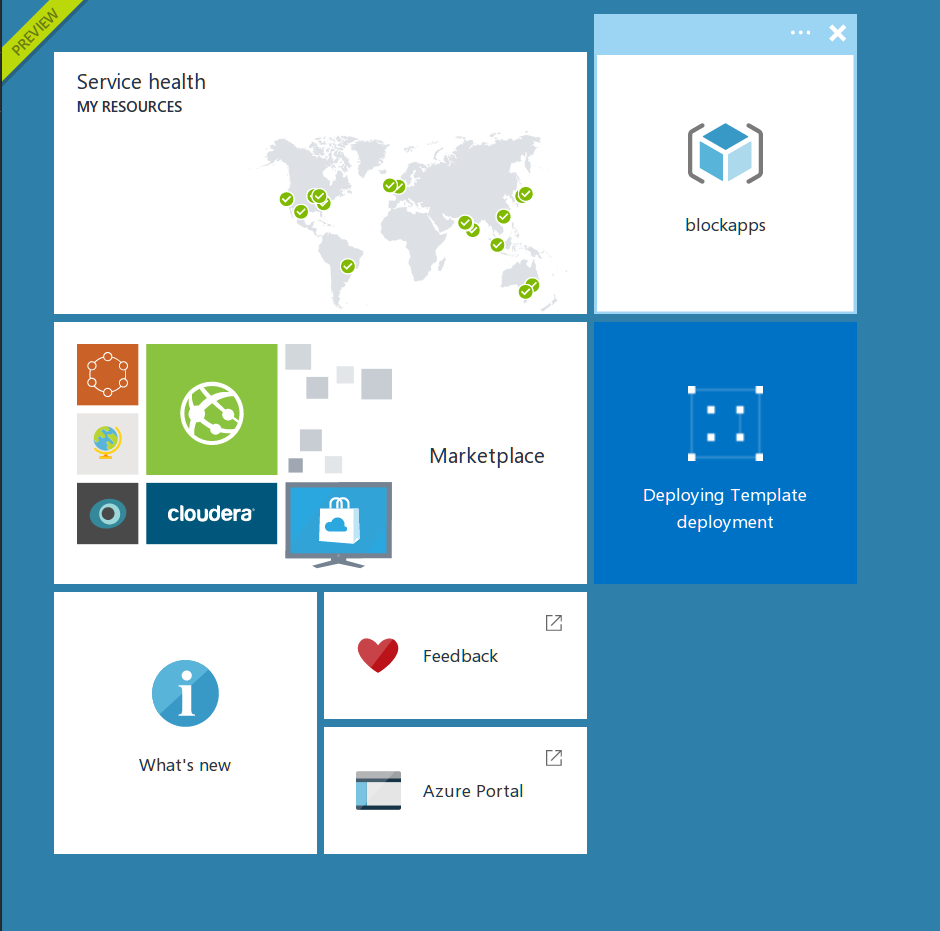 PREVIEW
Service health
MY RESOURCES
blockapps
cloudera
Marketplace
Deploying Template
deployment
What's new
Feedback
Azure Portal